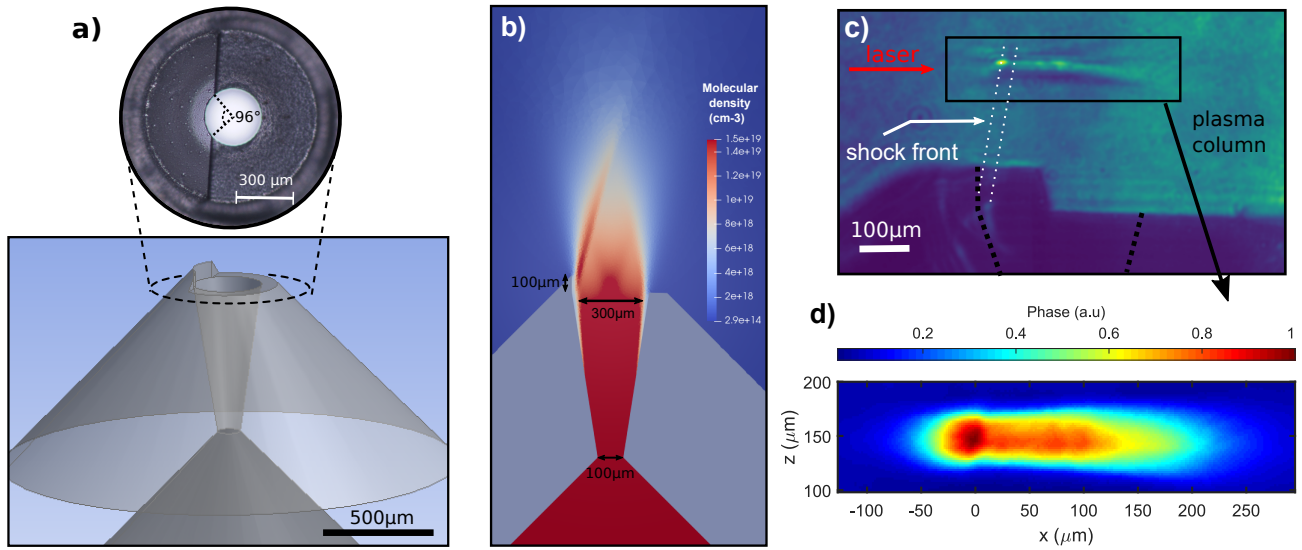 a)
96°
300 µm
500µm
b)
Molecular
density
(cm-3)
1.5e+19
1.4e+19
1.2e+19
1e+19
8e+18
6e+18
4e+18
2e+18
2.9e+14
100µm
300µm
100µm
c)
laser
shock front
plasma
column
100µm
d)
Phase (a.u)
0.2
0.4
0.6
0.8
1
200
150
100
z (µm)
-100
-50
0
50
100
150
200
250
x (µm)